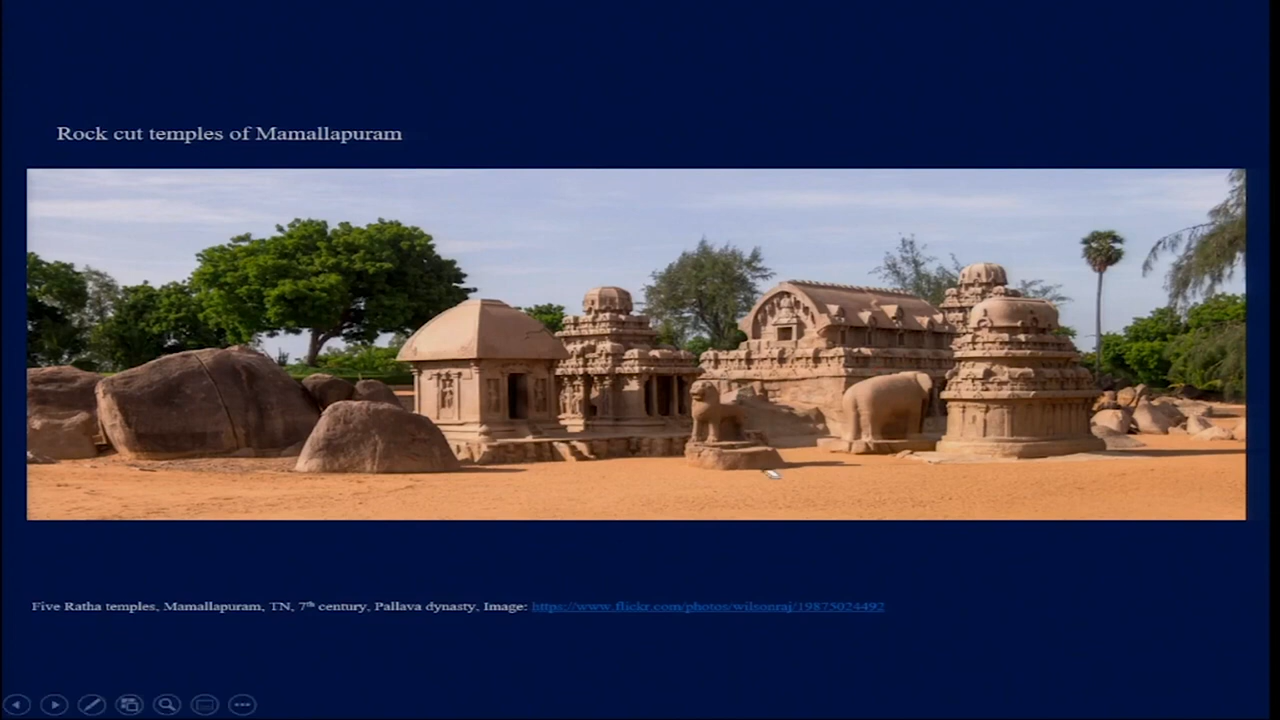 Rock cut temples of Mamallapuram
Five Ratha temples, Mamallapuram, TN, 7th century, Pallava dynasty, Image: https://www.flickr.com/photos/wilsonraj/19875024492